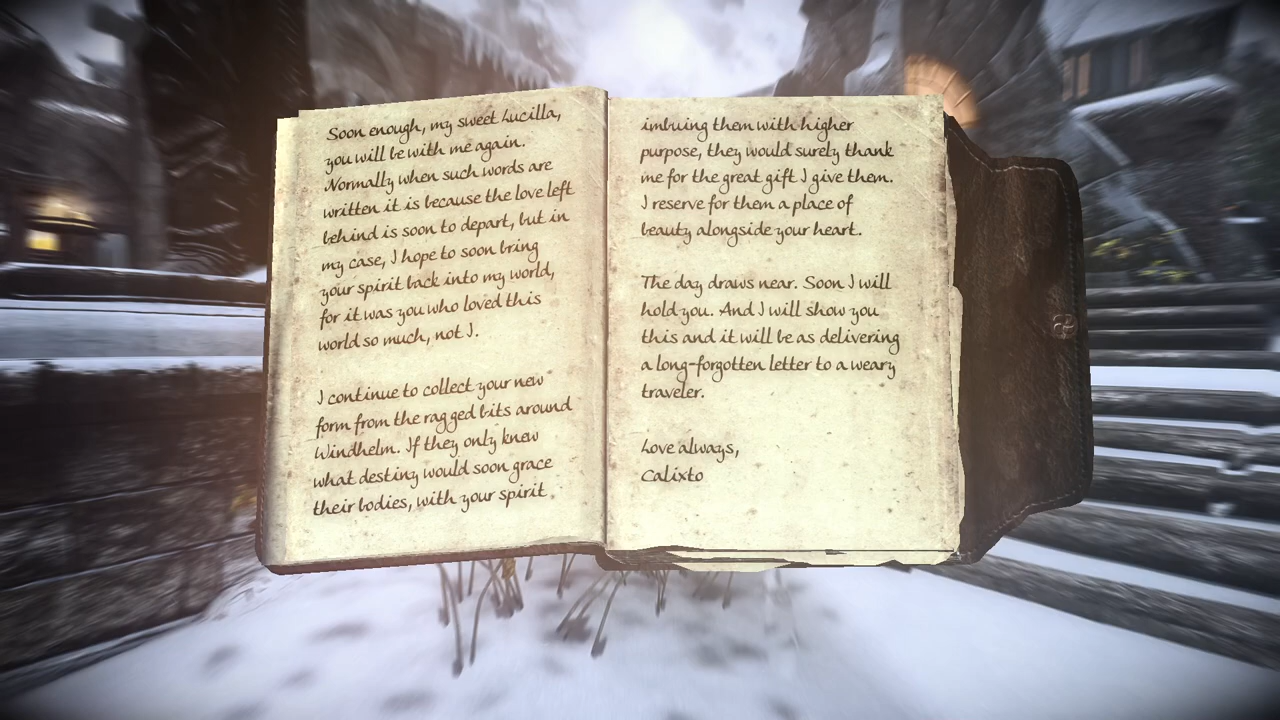 Soon enough, my sweet Lucilla,
you will be with me again.
Normally when such words are
written it is because the love left
behind is soon to depart, but in
my case, I hope to soon bring
your spirit back into my world,
for it was you who loved this
world so much, not I.
I continue to collect your new
form from the ragged bits around
Windhelm. If they only knew
what destiny would soon grace
their bodies, with your spirit
imbuing them with higher
purpose, they would surely thank
me for the great gift I give them.
I reserve for them a place of
beauty alongside your heart.
The day draws near. Soon I will
hold you. And I will show you
this and it will be as delivering
a long-forgotten letter to a weary
traveler.
Love always,
Calixto